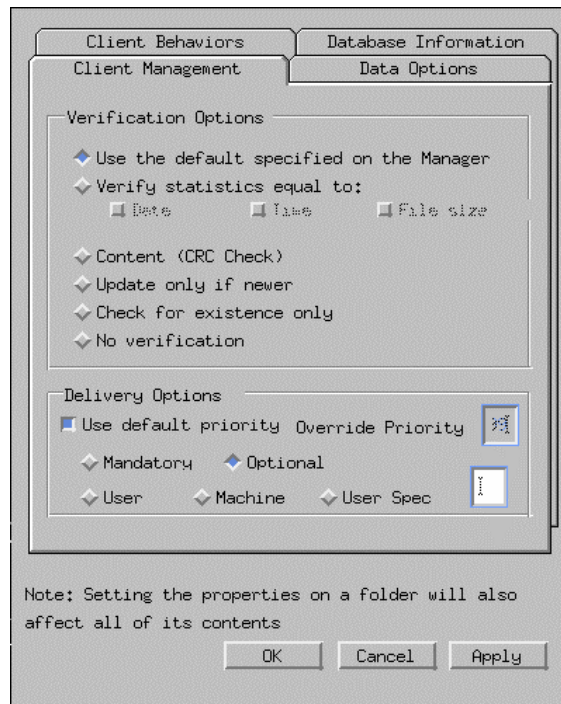 Client Behaviors Database Information
Client Management Data Options
Verification Options
Use the default specified on the Manager
Verify statistics equal to:
Date Time File size
Content (CRC Check)
Update only if newer
Check for existence only
No verification
Delivery Options
Use default priority Override Priority
Mandatory Optional
User Machine User Spec
Note: Setting the properties on a folder will also
affect all of its contents
OK Cancel Apply